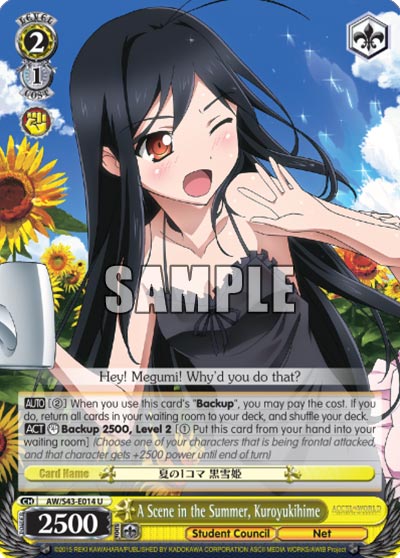 LEVEL
2
1
COST
SAMPLE
Hey! Megumi! Why'd you do that?
AUTO [②] When you use this card's "Backup", you may pay the cost. If you
do, return all cards in your waiting room to your deck, and shuffle your deck.
ACT Backup 2500, Level 2 [① Put this card from your hand into your
waiting room] (Choose one of your characters that is being frontal attacked,
and that character gets +2500 power until end of turn)
Card Name
夏の1コマ 黒雪姫
CH AW/S43-E014 U
A Scene in the Summer, Kuroyukihime
ACCEL WORLD
2500
Student Council
Net
©2015 REKI KAWAHARA/PUBLISHED BY KADOKAWA CORPORATION ASCII MEDIA WORKS/AWB Project